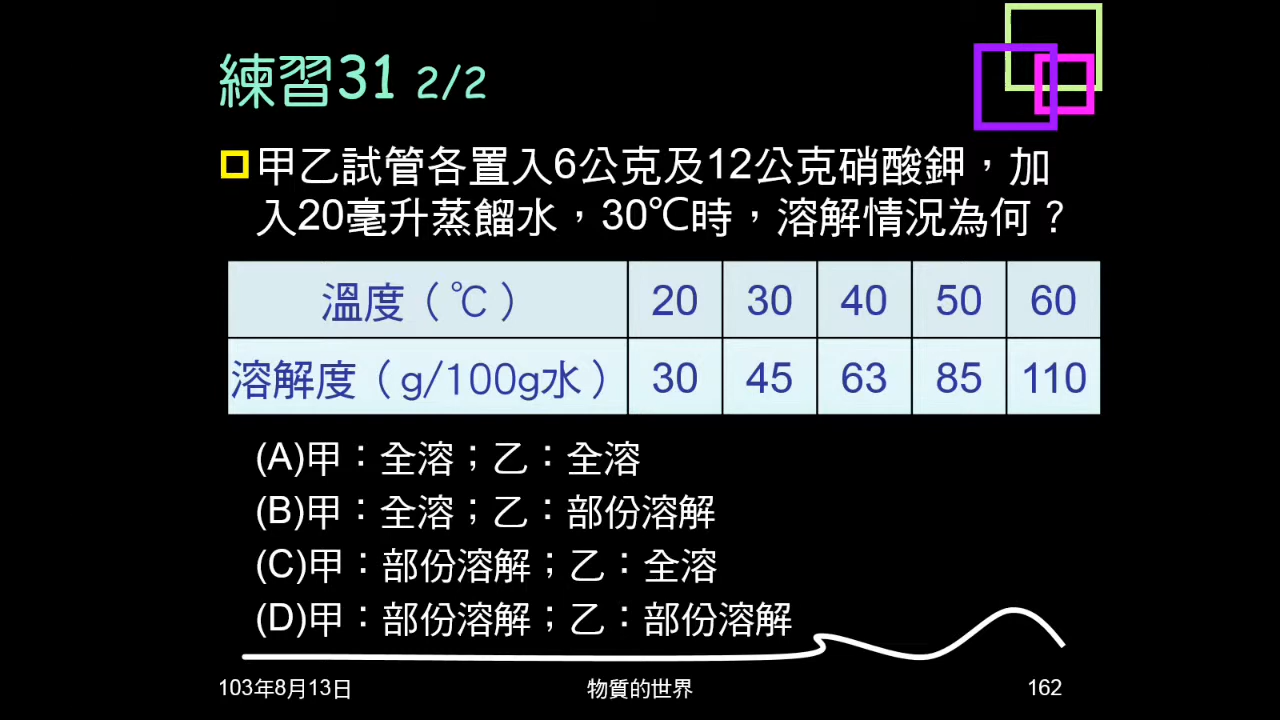 練習31 2/2
甲乙試管各置入6公克及12公克硝酸鉀，加
入20毫升蒸餾水，30℃時，溶解情況為何？
溫度（℃） 20 30 40 50 60
溶解度（g/100g水） 30 45 63 85 110
(A)甲：全溶；乙：全溶
(B)甲：全溶；乙：部份溶解
(C)甲：部份溶解；乙：全溶
(D)甲：部份溶解；乙：部份溶解
103年8月13日 物質的世界 162